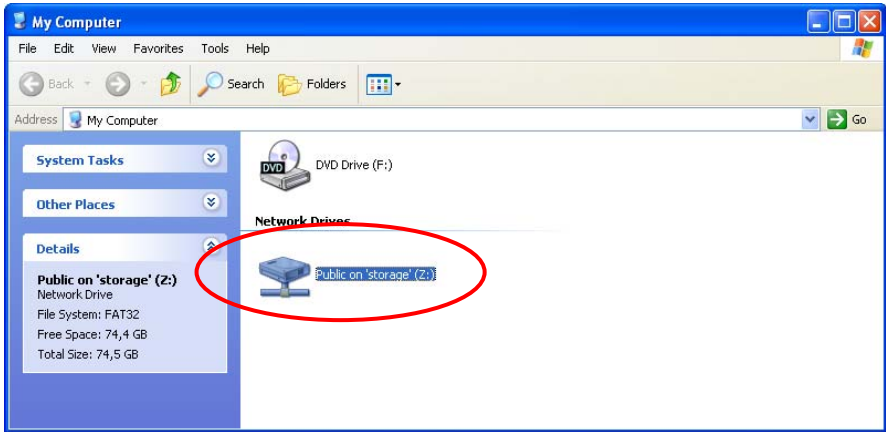 My Computer
File Edit View Favorites Tools Help
Back Search Folders
Address My Computer Go
System Tasks
Other Places
Details
Public on 'storage' (Z:)
Network Drive
File System: FAT32
Free Space: 74,4 GB
Total Size: 74,5 GB
DVD DVD Drive (F:)
Network Drives
Public on 'storage' (Z:)